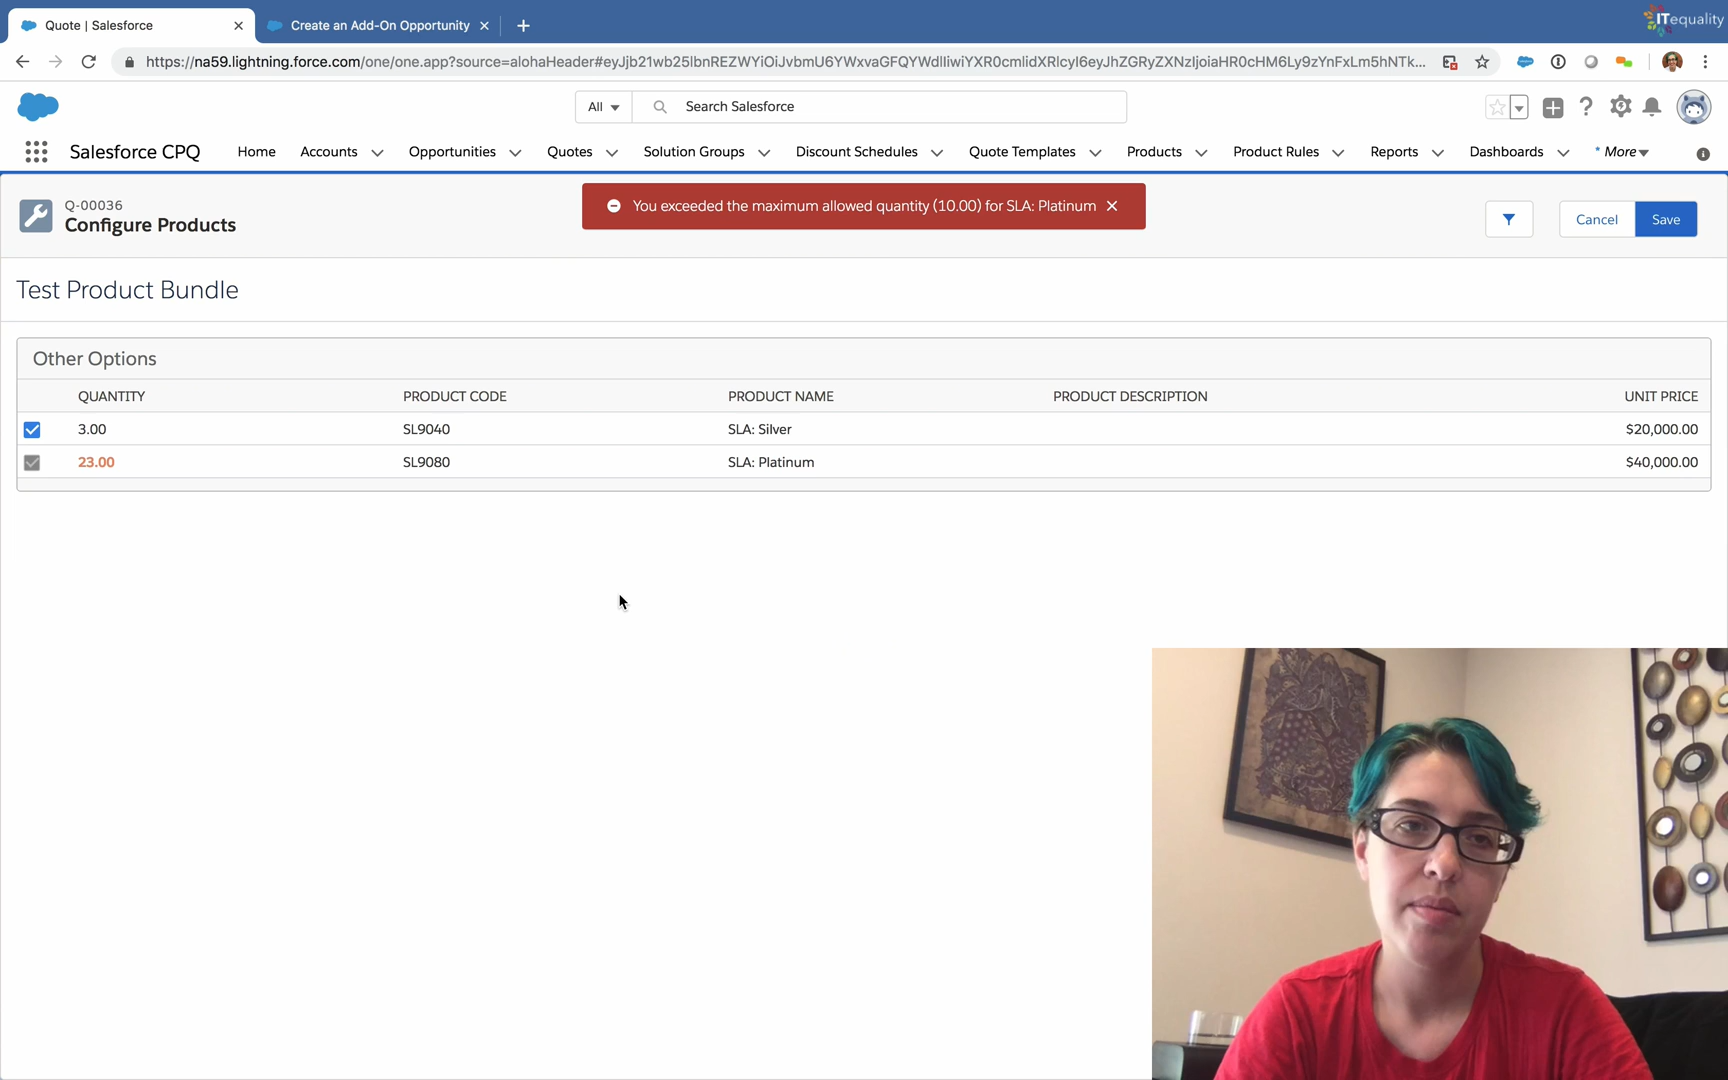 Quote | Salesforce
Create an Add-On Opportunity
ITequality
https://na59.lightning.force.com/one/one.app?source=alohaHeader#eyJjb21wb25lbnREZWYiOiJvbmU6YWxvaGFQYWdlIiwiYXR0cmlidXRlcyI6eyJhZGRyZXNzIjoiaHR0cHM6Ly9zYnFxLm5hNTk...
All
Search Salesforce
Salesforce CPQ
Home
Accounts
Opportunities
Quotes
Solution Groups
Discount Schedules
Quote Templates
Products
Product Rules
Reports
Dashboards
* More
Q-00036
Configure Products
You exceeded the maximum allowed quantity (10.00) for SLA: Platinum
Cancel
Save
Test Product Bundle
Other Options
QUANTITY PRODUCT CODE PRODUCT NAME PRODUCT DESCRIPTION UNIT PRICE
3.00 SL9040 SLA: Silver $20,000.00
23.00 SL9080 SLA: Platinum $40,000.00